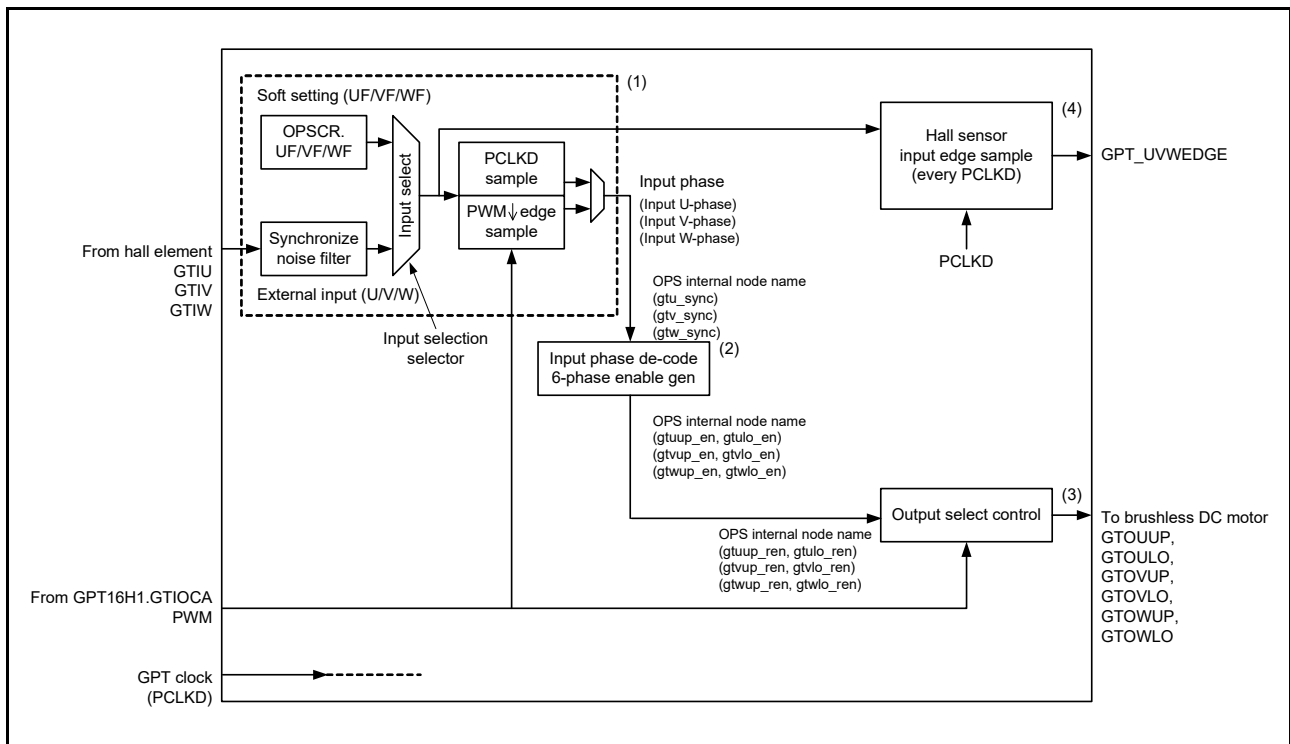 (1)
Soft setting (UF/VF/WF)
OPSCR.
UF/VF/WF
Input select
PCLKD
sample
PWM↓edge
sample
Synchronize
noise filter
External input (U/V/W)
From hall element
GTIU
GTIV
GTIW
Input selection
selector
Input phase
(Input U-phase)
(Input V-phase)
(Input W-phase)
OPS internal node name
(gtu_sync)
(gtv_sync)
(gtw_sync)
(2)
Input phase de-code
6-phase enable gen
OPS internal node name
(gtuup_en, gtulo_en)
(gtvup_en, gtvlo_en)
(gtwup_en, gtwlo_en)
(4)
Hall sensor
input edge sample
(every PCLKD)
GPT_UVWEDGE
PCLKD
(3)
Output select control
OPS internal node name
(gtuup_ren, gtulo_ren)
(gtvup_ren, gtvlo_ren)
(gtwup_ren, gtwlo_ren)
To brushless DC motor
GTOUUP,
GTOULO,
GTOVUP,
GTOVLO,
GTOWUP,
GTOWLO
From GPT16H1.GTIOCA
PWM
GPT clock
(PCLKD)